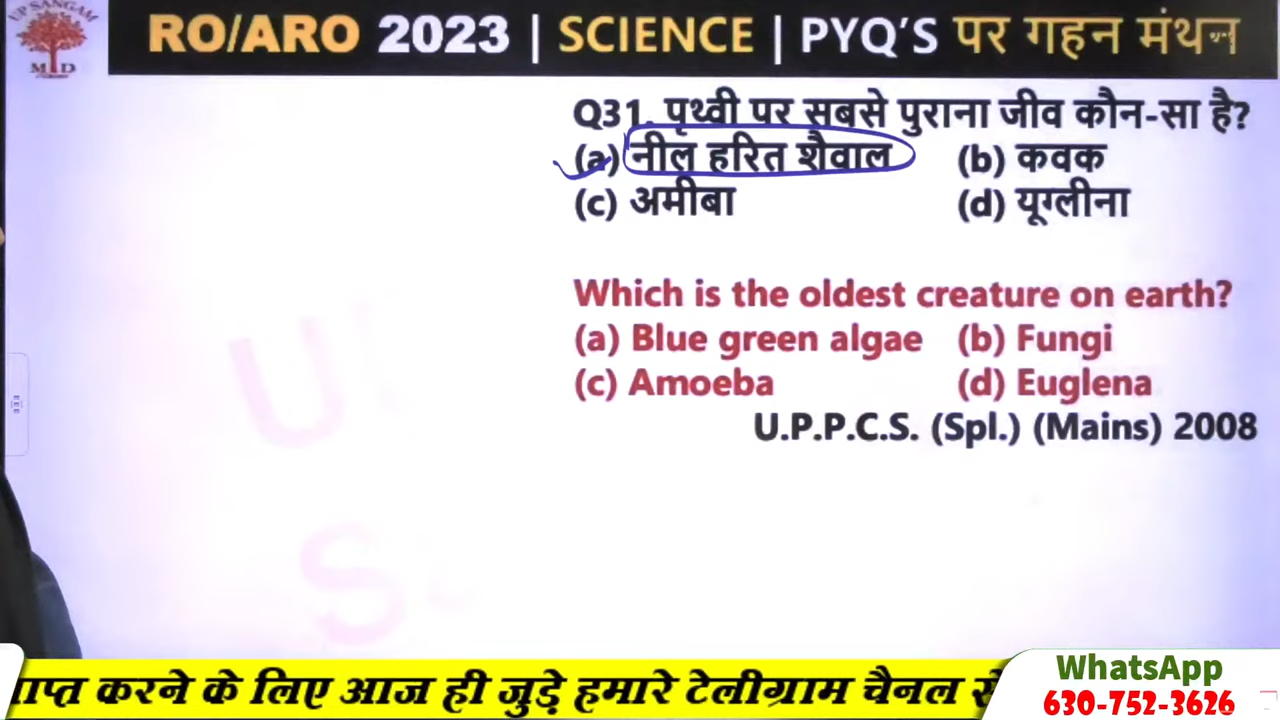 UP SANGAM
RO/ARO 2023 | SCIENCE | PYQ'S पर गहन मंथन
Q31. पृथ्वी पर सबसे पुराना जीव कौन-सा है?
(a) नील हरित शैवाल (b) कवक
(c) अमीबा (d) यूग्लीना
Which is the oldest creature on earth?
(a) Blue green algae (b) Fungi
(c) Amoeba (d) Euglena
U.P.P.C.S. (Spl.) (Mains) 2008
करने के लिए आज ही जुड़े हमारे टेलीग्राम चैनल
WhatsApp
630-752-3626